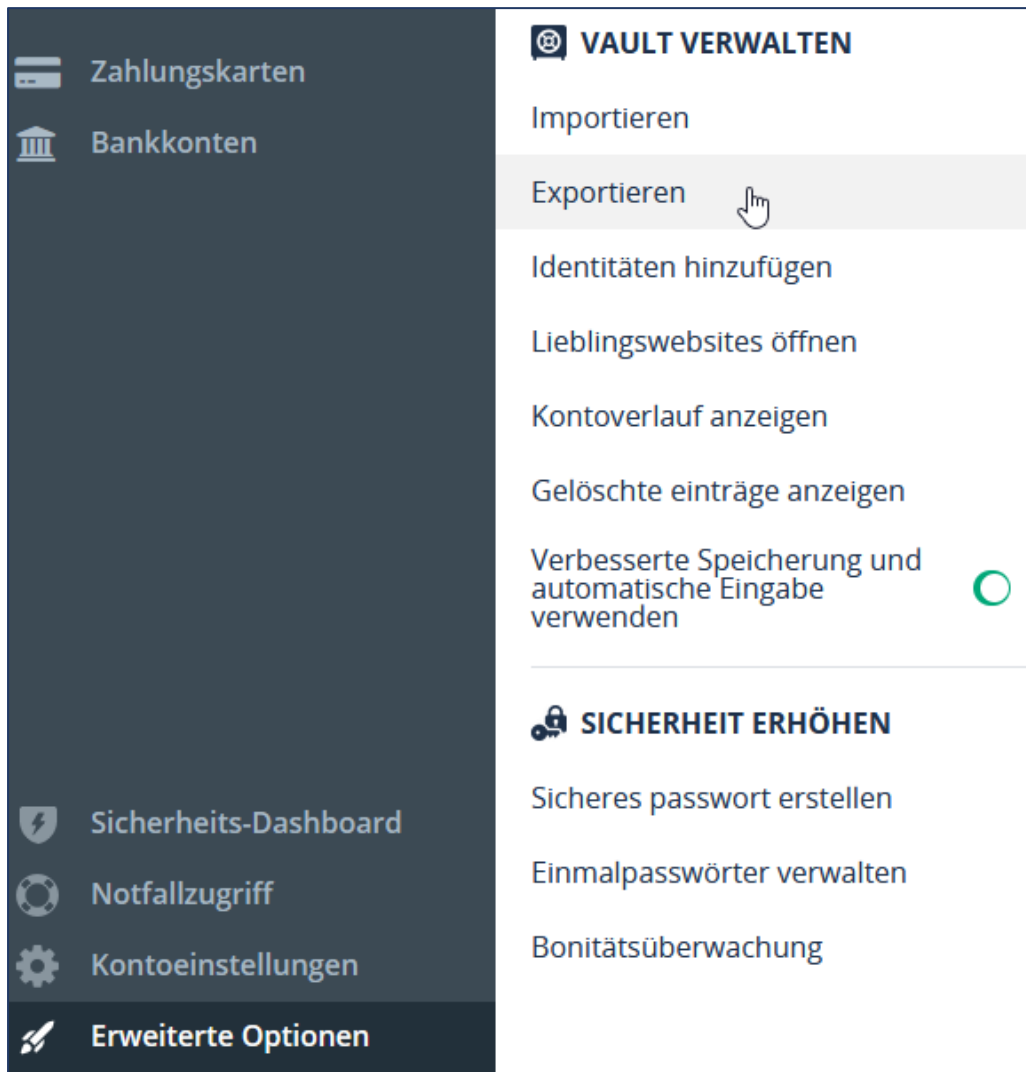 Zahlungskarten
Bankkonten
Sicherheits-Dashboard
Notfallzugriff
Kontoeinstellungen
Erweiterte Optionen
VAULT VERWALTEN
Importieren
Exportieren
Identitäten hinzufügen
Lieblingswebsites öffnen
Kontoverlauf anzeigen
Gelöschte einträge anzeigen
Verbesserte Speicherung und
automatische Eingabe
verwenden
SICHERHEIT ERHÖHEN
Sicheres passwort erstellen
Einmalpasswörter verwalten
Bonitätsüberwachung